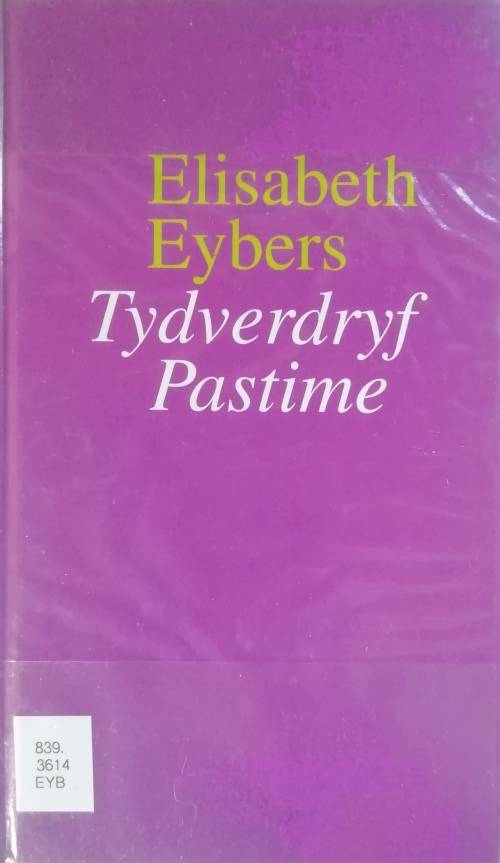 Elisabeth
Eybers
Tydverdryf
Pastime
839.
3614
EYB